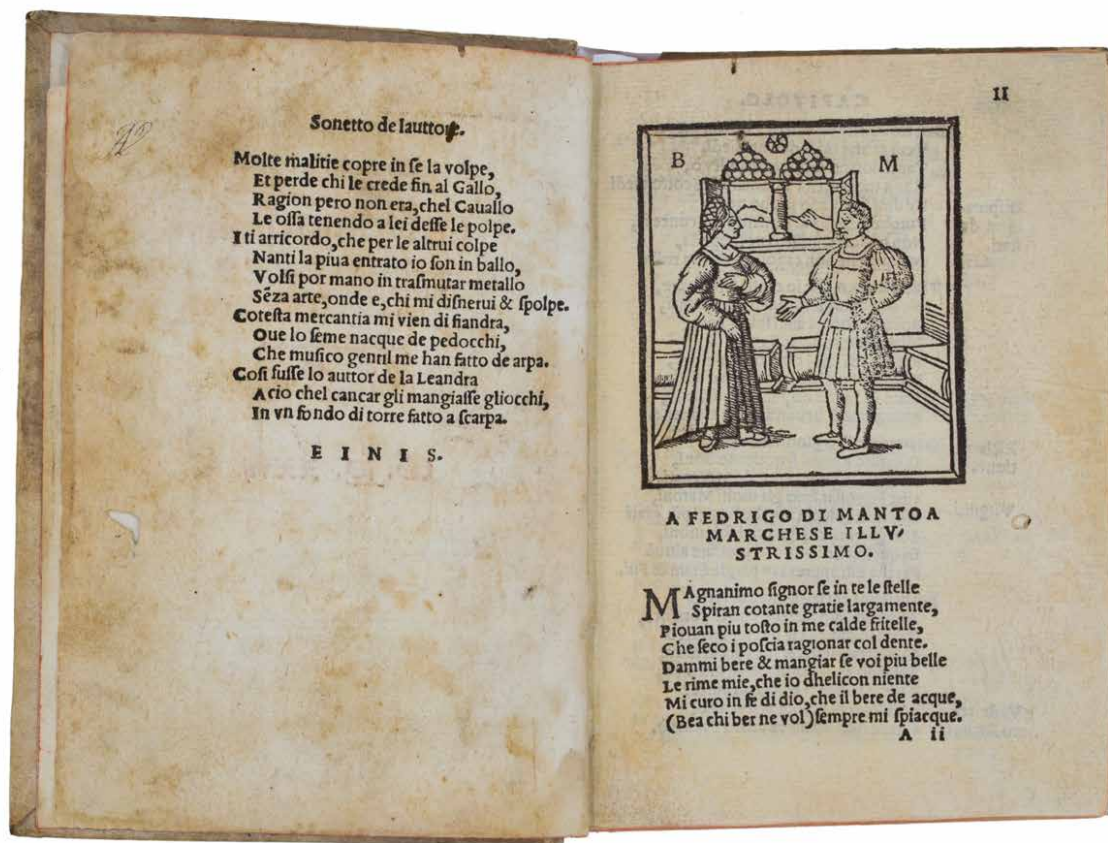 Sonetto de lauttore.
Molte malitie copre in se la volpe,
Et perde chi le crede fin al Gallo,
Ragion pero non era, chel Cauallo
Le ossa tenendo a lei desse le polpe.
I ti arricordo, che per le altrui colpe
Nanti la piua entrato io son in ballo,
Volsi por mano in trasmutar metallo
Sēza arte, onde e, chi mi disnerui & spolpe.
Cotesta mercantia mi vien di fiandra,
Oue lo seme nacque de pedocchi,
Che musico gentil me han fatto de arpa.
Cosi fusse lo auttor de la Leandra
Acio chel cancar gli mangiasse gliocchi,
In vn fondo di torre fatto a scarpa.
E I N I S.
II
B M
A FEDRIGO DI MANTOA
MARCHESE ILLV-
STRISSIMO.
MAgnanimo signor se in te le stelle
Spiran cotante gratie largamente,
Piouan piu tosto in me calde fritelle,
Che seco i poscia ragionar col dente.
Dammi bere & mangiar se voi piu belle
Le rime mie, che io dhelicon niente
Mi curo in fe di dio, che il bere de acque,
(Bea chi ber ne vol) sempre mi spiacque.
A ii